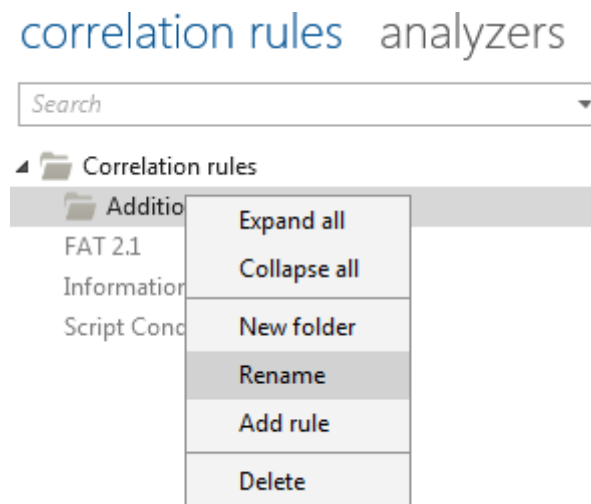 correlation rules analyzers
Search
Correlation rules
Additio
Expand all
FAT 2.1
Collapse all
Information
Script Cond
New folder
Rename
Add rule
Delete